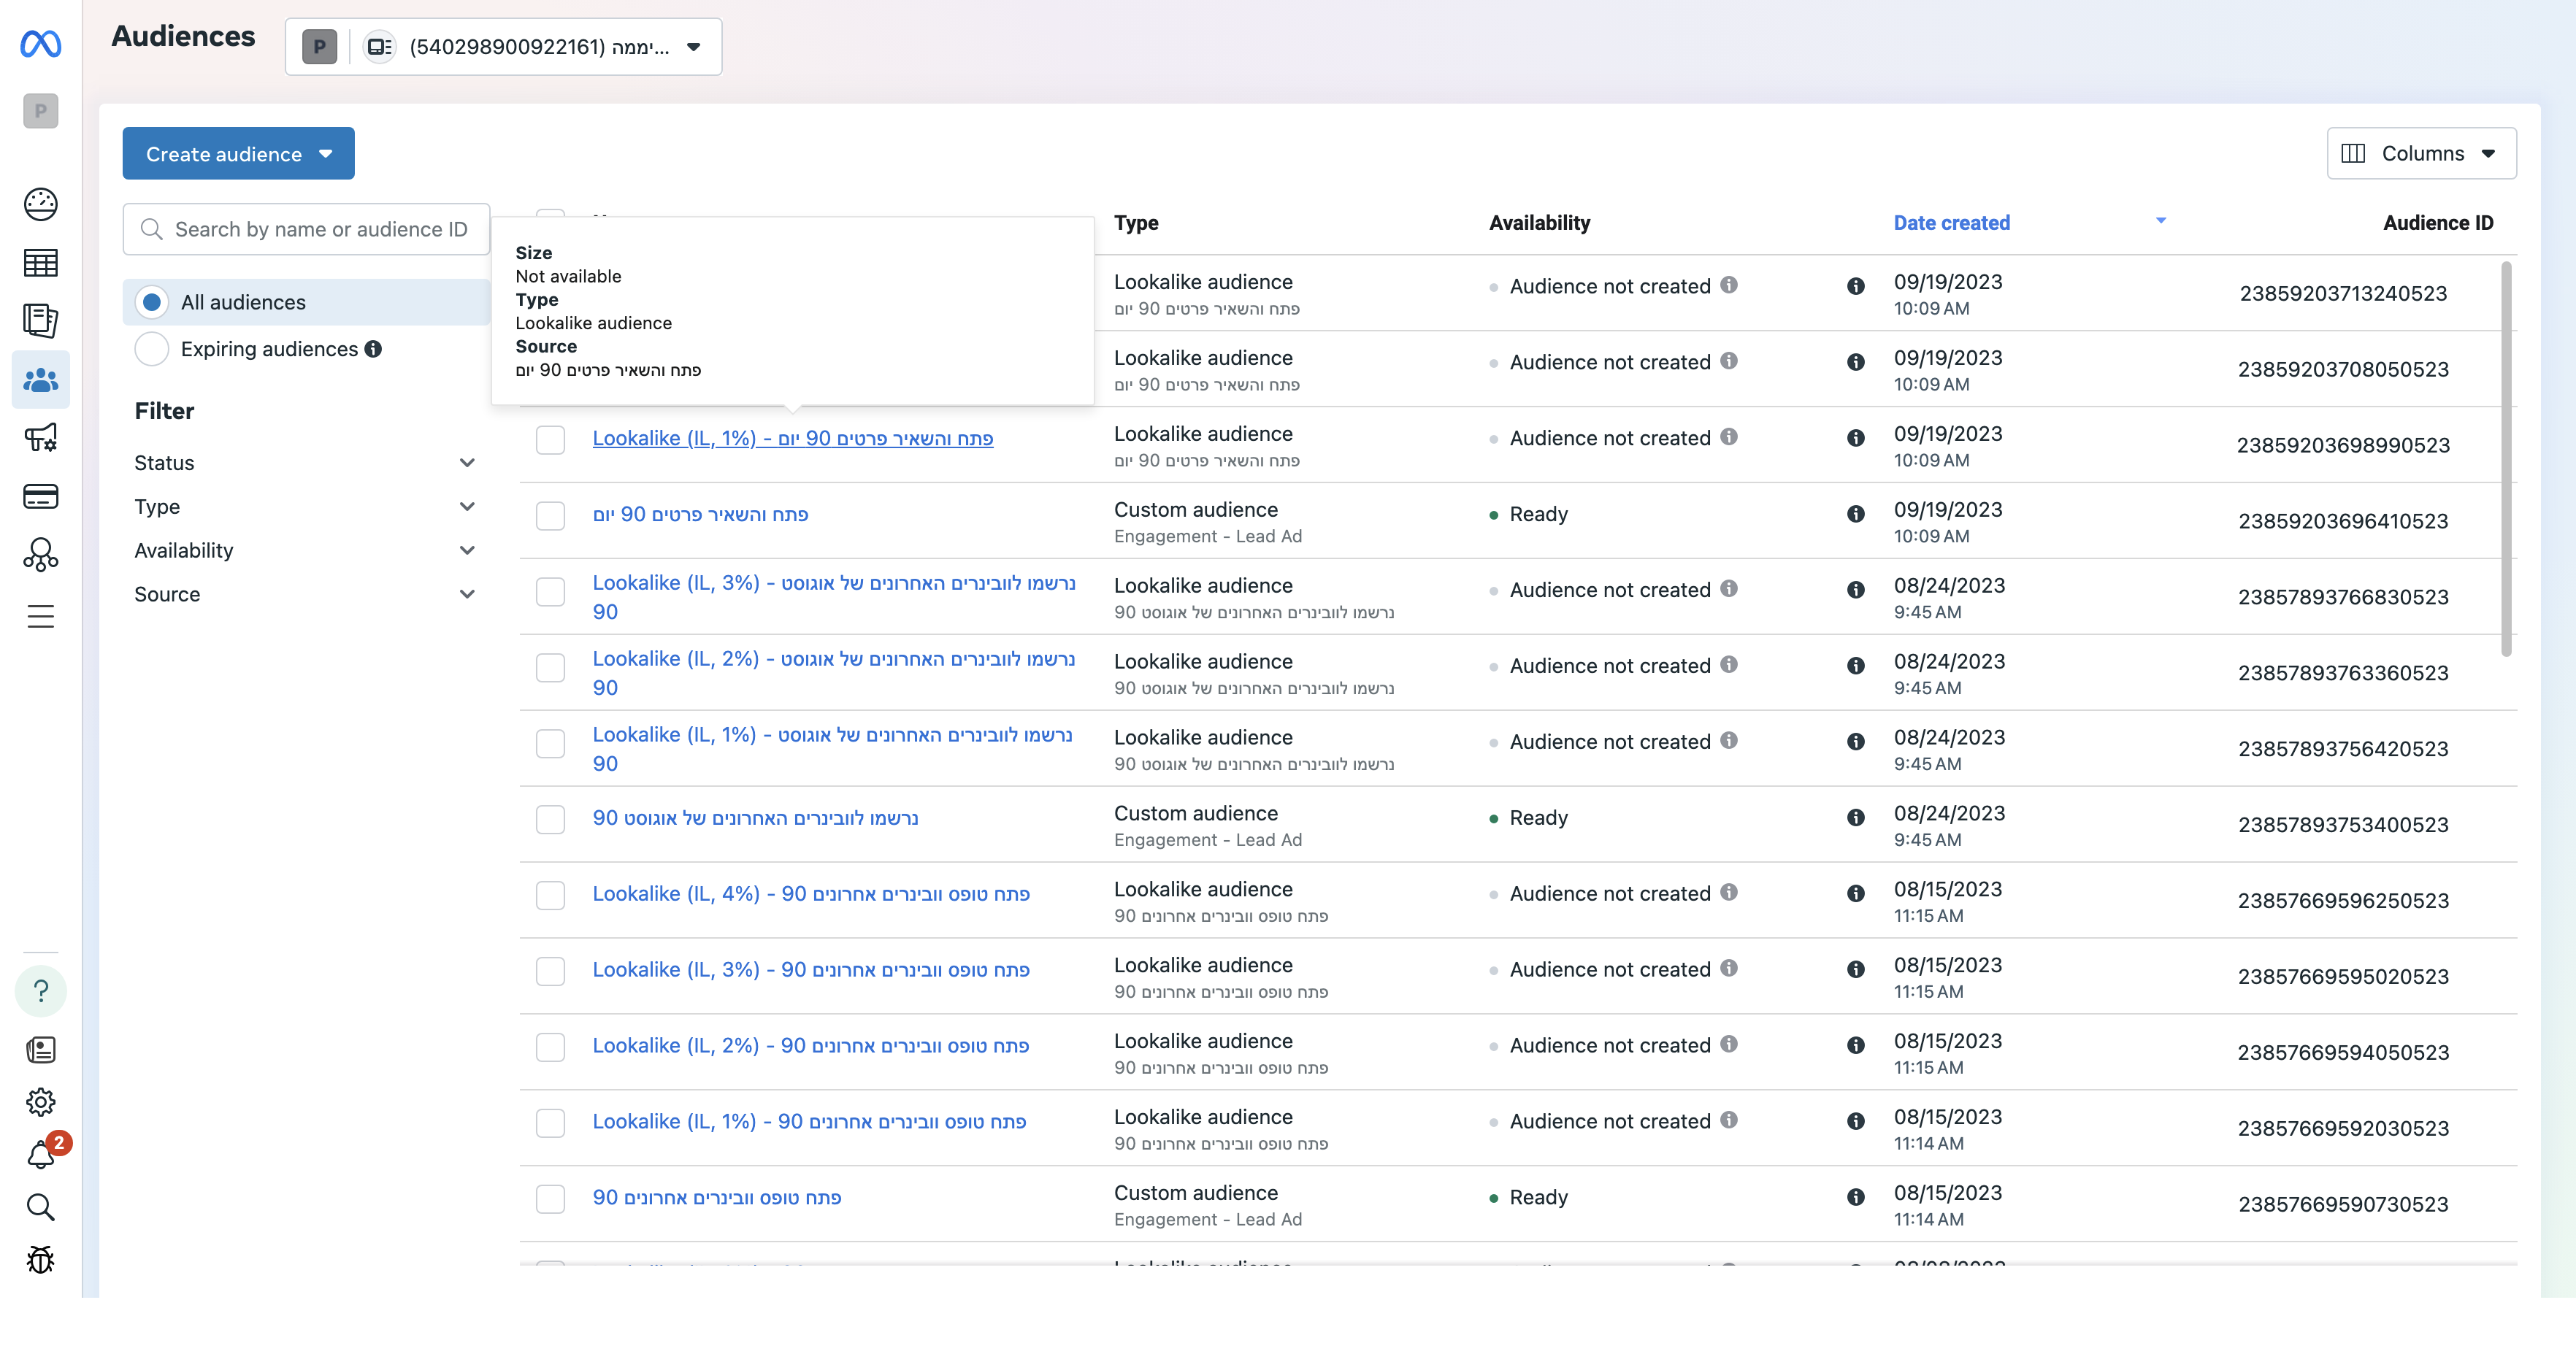 Audiences
P
(540298900922161) יממה...
P
Create audience
Columns
Search by name or audience ID
All audiences
Expiring audiences
Filter
Status
Type
Availability
Source
Size
Not available
Type
Lookalike audience
Source
פתח והשאיר פרטים 90 יום
Type
Availability
Date created
Audience ID
Lookalike audience
פתח והשאיר פרטים 90 יום
Audience not created
09/19/2023
10:09 AM
23859203713240523
Lookalike audience
פתח והשאיר פרטים 90 יום
Audience not created
09/19/2023
10:09 AM
23859203708050523
Lookalike (IL, 1%) - פתח והשאיר פרטים 90 יום
Lookalike audience
פתח והשאיר פרטים 90 יום
Audience not created
09/19/2023
10:09 AM
23859203698990523
פתח והשאיר פרטים 90 יום
Custom audience
Engagement - Lead Ad
Ready
09/19/2023
10:09 AM
23859203696410523
Lookalike (IL, 3%) - נרשמו לוובינרים האחרונים של אוגוסט
90
Lookalike audience
נרשמו לוובינרים האחרונים של אוגוסט 90
Audience not created
08/24/2023
9:45 AM
23857893766830523
Lookalike (IL, 2%) - נרשמו לוובינרים האחרונים של אוגוסט
90
Lookalike audience
נרשמו לוובינרים האחרונים של אוגוסט 90
Audience not created
08/24/2023
9:45 AM
23857893763360523
Lookalike (IL, 1%) - נרשמו לוובינרים האחרונים של אוגוסט
90
Lookalike audience
נרשמו לוובינרים האחרונים של אוגוסט 90
Audience not created
08/24/2023
9:45 AM
23857893756420523
נרשמו לוובינרים האחרונים של אוגוסט 90
Custom audience
Engagement - Lead Ad
Ready
08/24/2023
9:45 AM
23857893753400523
Lookalike (IL, 4%) - פתח טופס וובינרים אחרונים 90
Lookalike audience
פתח טופס וובינרים אחרונים 90
Audience not created
08/15/2023
11:15 AM
23857669596250523
Lookalike (IL, 3%) - פתח טופס וובינרים אחרונים 90
Lookalike audience
פתח טופס וובינרים אחרונים 90
Audience not created
08/15/2023
11:15 AM
23857669595020523
Lookalike (IL, 2%) - פתח טופס וובינרים אחרונים 90
Lookalike audience
פתח טופס וובינרים אחרונים 90
Audience not created
08/15/2023
11:15 AM
23857669594050523
Lookalike (IL, 1%) - פתח טופס וובינרים אחרונים 90
Lookalike audience
פתח טופס וובינרים אחרונים 90
Audience not created
08/15/2023
11:14 AM
23857669592030523
פתח טופס וובינרים אחרונים 90
Custom audience
Engagement - Lead Ad
Ready
08/15/2023
11:14 AM
23857669590730523
2